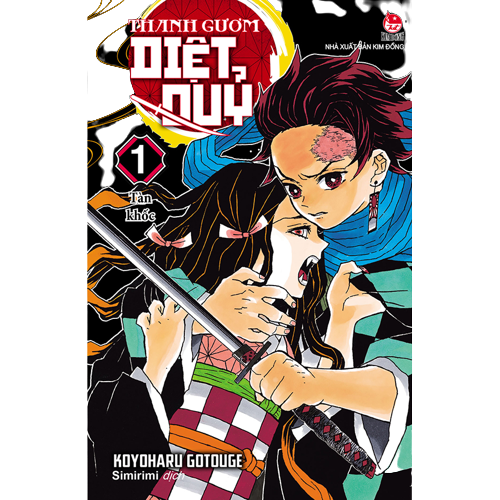 THANH GƯƠM
DIỆT
QUỶ
NHÀ XUẤT BẢN KIM ĐỒNG
1
Tàn
khốc
KOYOHARU GOTOUGE
Simirimi dịch